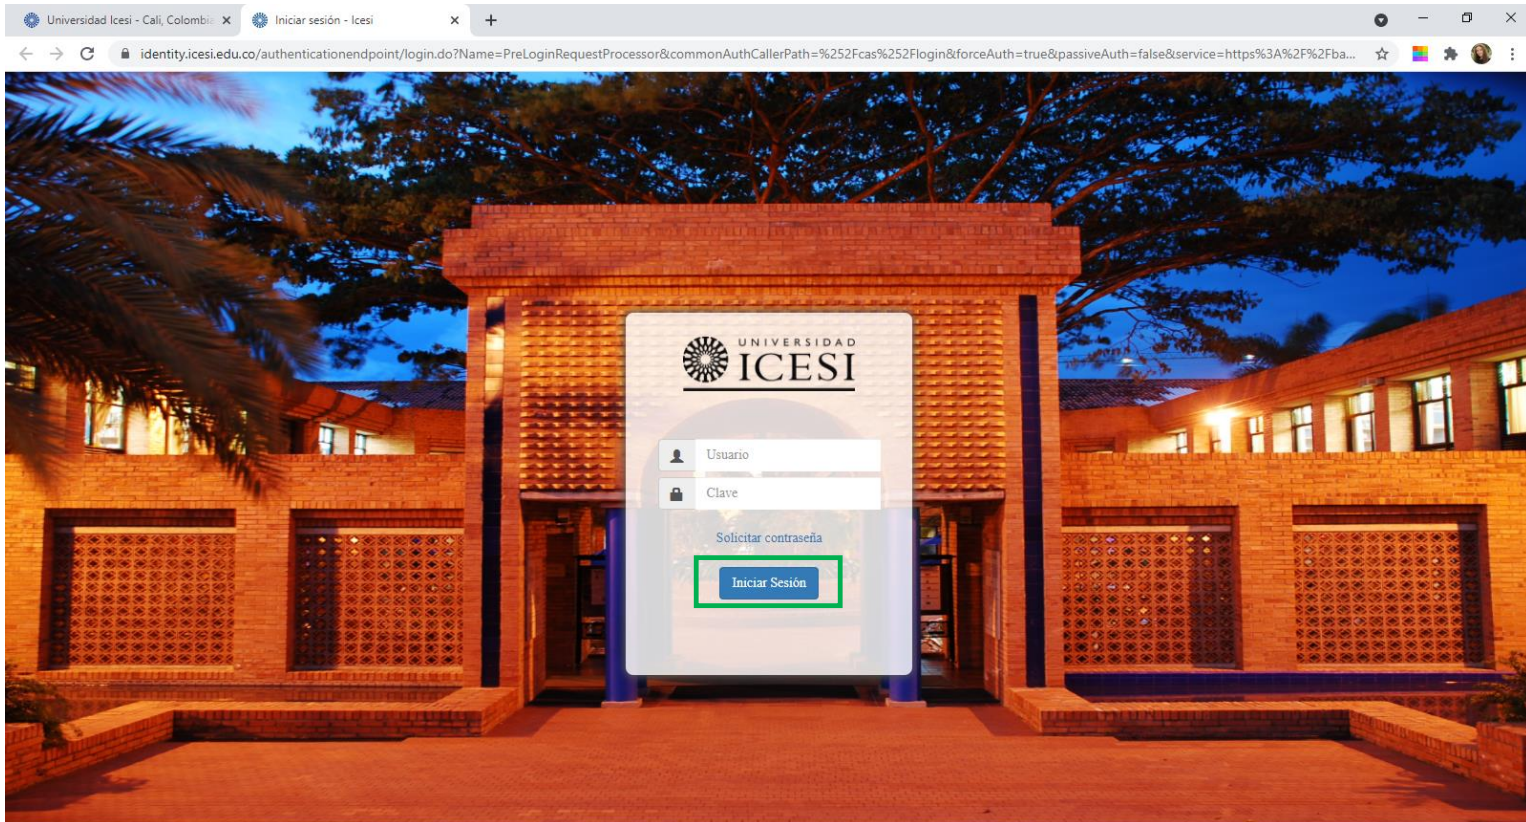 Universidad Icesi - Cali, Colombia
Iniciar sesión - Icesi
identity.icesi.edu.co/authenticationendpoint/login.do?Name=PreLoginRequestProcessor&commonAuthCallerPath=%252Fcas%252Flogin&forceAuth=true&passiveAuth=false&service=https%3A%2F%2Fba...
UNIVERSIDAD
ICESI
Usuario
Clave
Solicitar contraseña
Iniciar Sesión